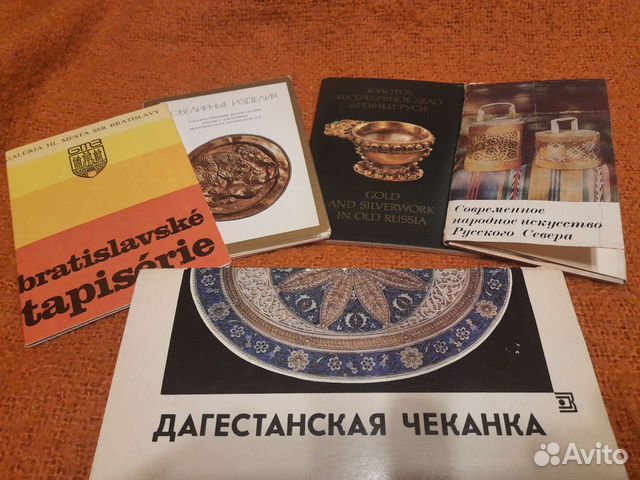 GALÉRIA HL. MESTA SSR BRATISLAVY
bratislavské
tapisérie
ЮВЕЛИРНЫЕ ИЗДЕЛИЯ
ЗОЛОТОЕ
И СЕРЕБРЯНОЕ ДЕЛО
ДРЕВНЕЙ РУСИ
GOLD
AND SILVERWORK
IN OLD RUSSIA
Современное
народное искусство
Русского Севера
ДАГЕСТАНСКАЯ ЧЕКАНКА
Avito